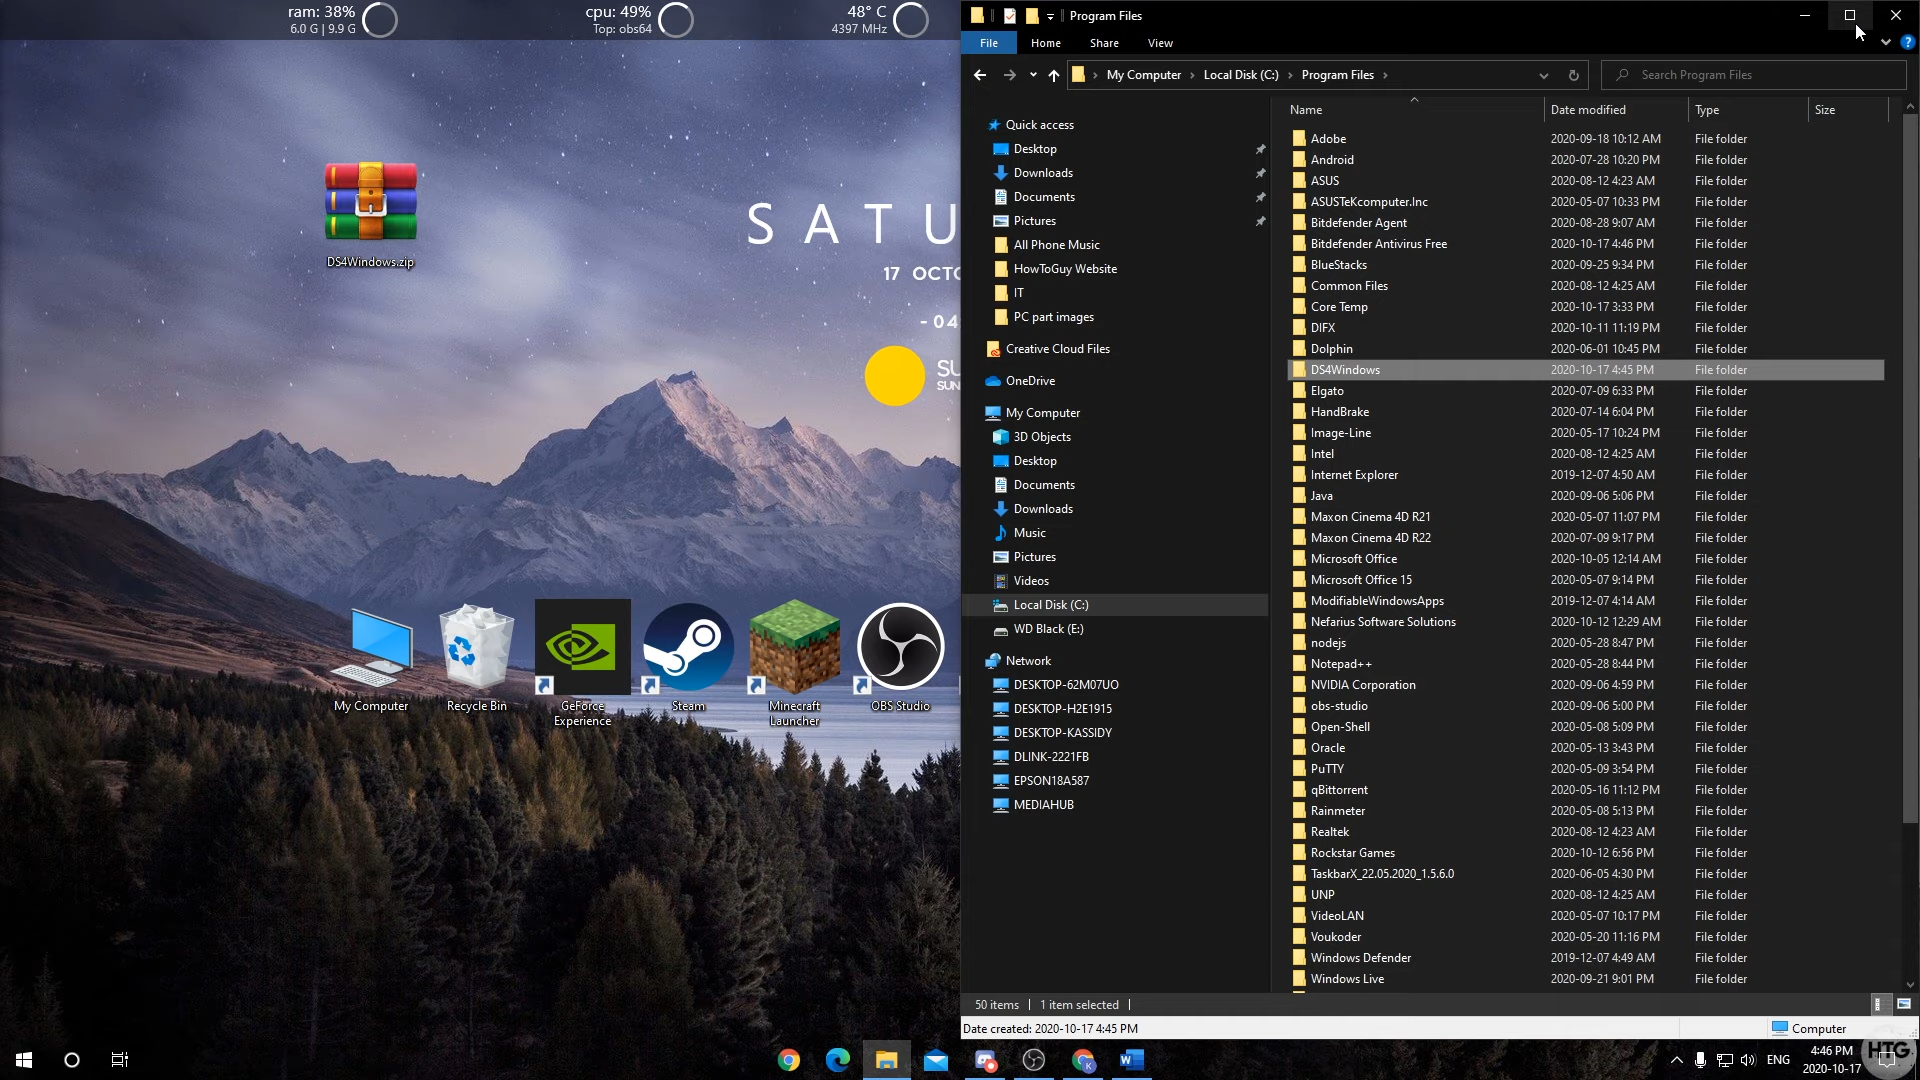 ram: 38%
6.0 G | 9.9 G
cpu: 49%
Top: obs64
48° C
4397 MHz
DS4Windows.zip
S A T U
17 OCTO
- 04
SU
SUN
My Computer
Recycle Bin
GeForce
Experience
Steam
Minecraft
Launcher
OBS Studio
Program Files
File
Home
Share
View
My Computer
Local Disk (C:)
Program Files
Search Program Files
Quick access
Desktop
Downloads
Documents
Pictures
All Phone Music
HowToGuy Website
IT
PC part images
Creative Cloud Files
OneDrive
My Computer
3D Objects
Desktop
Documents
Downloads
Music
Pictures
Videos
Local Disk (C:)
WD Black (E:)
Network
DESKTOP-62M07UO
DESKTOP-H2E1915
DESKTOP-KASSIDY
DLINK-2221FB
EPSON18A587
MEDIAHUB
Name Date modified Type Size
Adobe 2020-09-18 10:12 AM File folder
Android 2020-07-28 10:20 PM File folder
ASUS 2020-08-12 4:23 AM File folder
ASUSTeKcomputer.Inc 2020-05-07 10:33 PM File folder
Bitdefender Agent 2020-08-28 9:07 AM File folder
Bitdefender Antivirus Free 2020-10-17 4:46 PM File folder
BlueStacks 2020-09-25 9:34 PM File folder
Common Files 2020-08-12 4:25 AM File folder
Core Temp 2020-10-17 3:33 PM File folder
DIFX 2020-10-11 11:19 PM File folder
Dolphin 2020-06-01 10:45 PM File folder
DS4Windows 2020-10-17 4:45 PM File folder
Elgato 2020-07-09 6:33 PM File folder
HandBrake 2020-07-14 6:04 PM File folder
Image-Line 2020-05-17 10:24 PM File folder
Intel 2020-08-12 4:25 AM File folder
Internet Explorer 2019-12-07 4:50 AM File folder
Java 2020-09-06 5:06 PM File folder
Maxon Cinema 4D R21 2020-05-07 11:07 PM File folder
Maxon Cinema 4D R22 2020-07-09 9:17 PM File folder
Microsoft Office 2020-10-05 12:14 AM File folder
Microsoft Office 15 2020-05-07 9:14 PM File folder
ModifiableWindowsApps 2019-12-07 4:14 AM File folder
Nefarius Software Solutions 2020-10-12 12:29 AM File folder
nodejs 2020-05-28 8:47 PM File folder
Notepad++ 2020-05-28 8:44 PM File folder
NVIDIA Corporation 2020-09-06 4:59 PM File folder
obs-studio 2020-09-06 5:00 PM File folder
Open-Shell 2020-05-08 5:09 PM File folder
Oracle 2020-05-13 3:43 PM File folder
PuTTY 2020-05-09 3:54 PM File folder
qBittorrent 2020-05-16 11:12 PM File folder
Rainmeter 2020-05-08 5:13 PM File folder
Realtek 2020-08-12 4:23 AM File folder
Rockstar Games 2020-10-12 6:56 PM File folder
TaskbarX_22.05.2020_1.5.6.0 2020-06-05 4:30 PM File folder
UNP 2020-08-12 4:25 AM File folder
VideoLAN 2020-05-07 10:17 PM File folder
Voukoder 2020-05-20 11:16 PM File folder
Windows Defender 2019-12-07 4:49 AM File folder
Windows Live 2020-09-21 9:01 PM File folder
50 items 1 item selected
Date created: 2020-10-17 4:45 PM
Computer
ENG
4:46 PM
2020-10-17
HTG